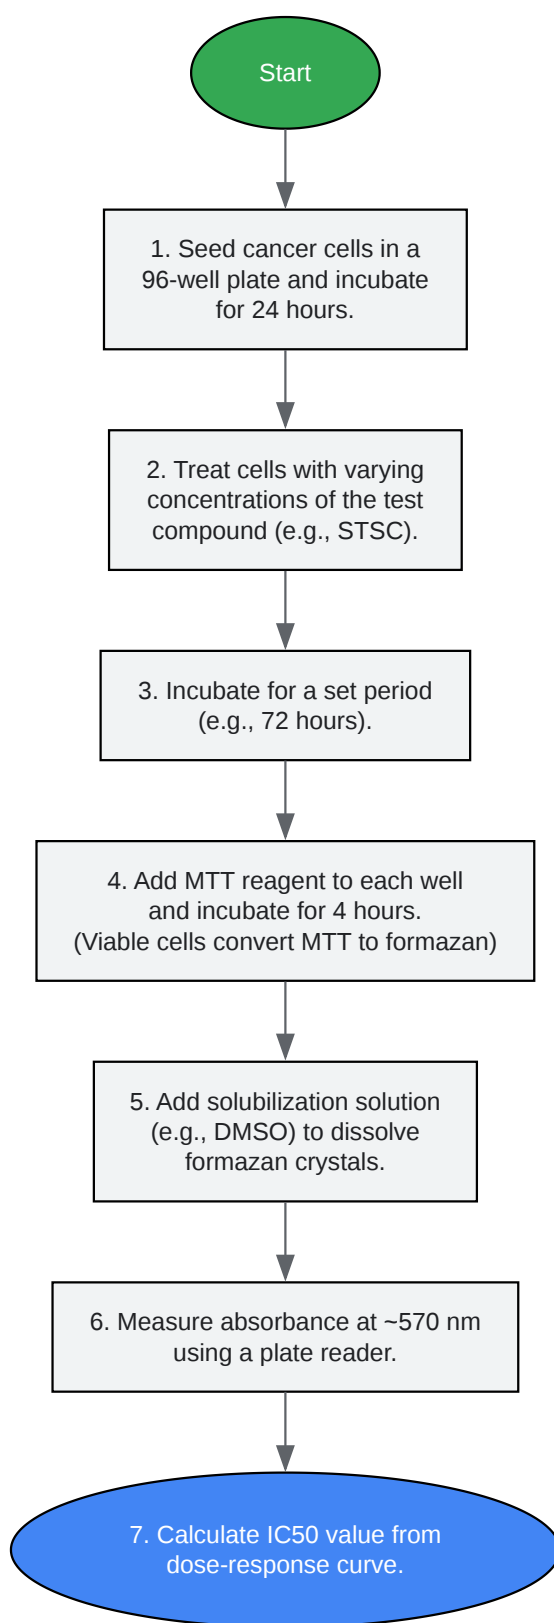 Start
1. Seed cancer cells in a
96-well plate and incubate
for 24 hours.
2. Treat cells with varying
concentrations of the test
compound (e.g., STSC).
3. Incubate for a set period
(e.g., 72 hours).
4. Add MTT reagent to each well
and incubate for 4 hours.
(Viable cells convert MTT to formazan)
5. Add solubilization solution
(e.g., DMSO) to dissolve
formazan crystals.
6. Measure absorbance at ~570 nm
using a plate reader.
7. Calculate IC50 value from
dose-response curve.